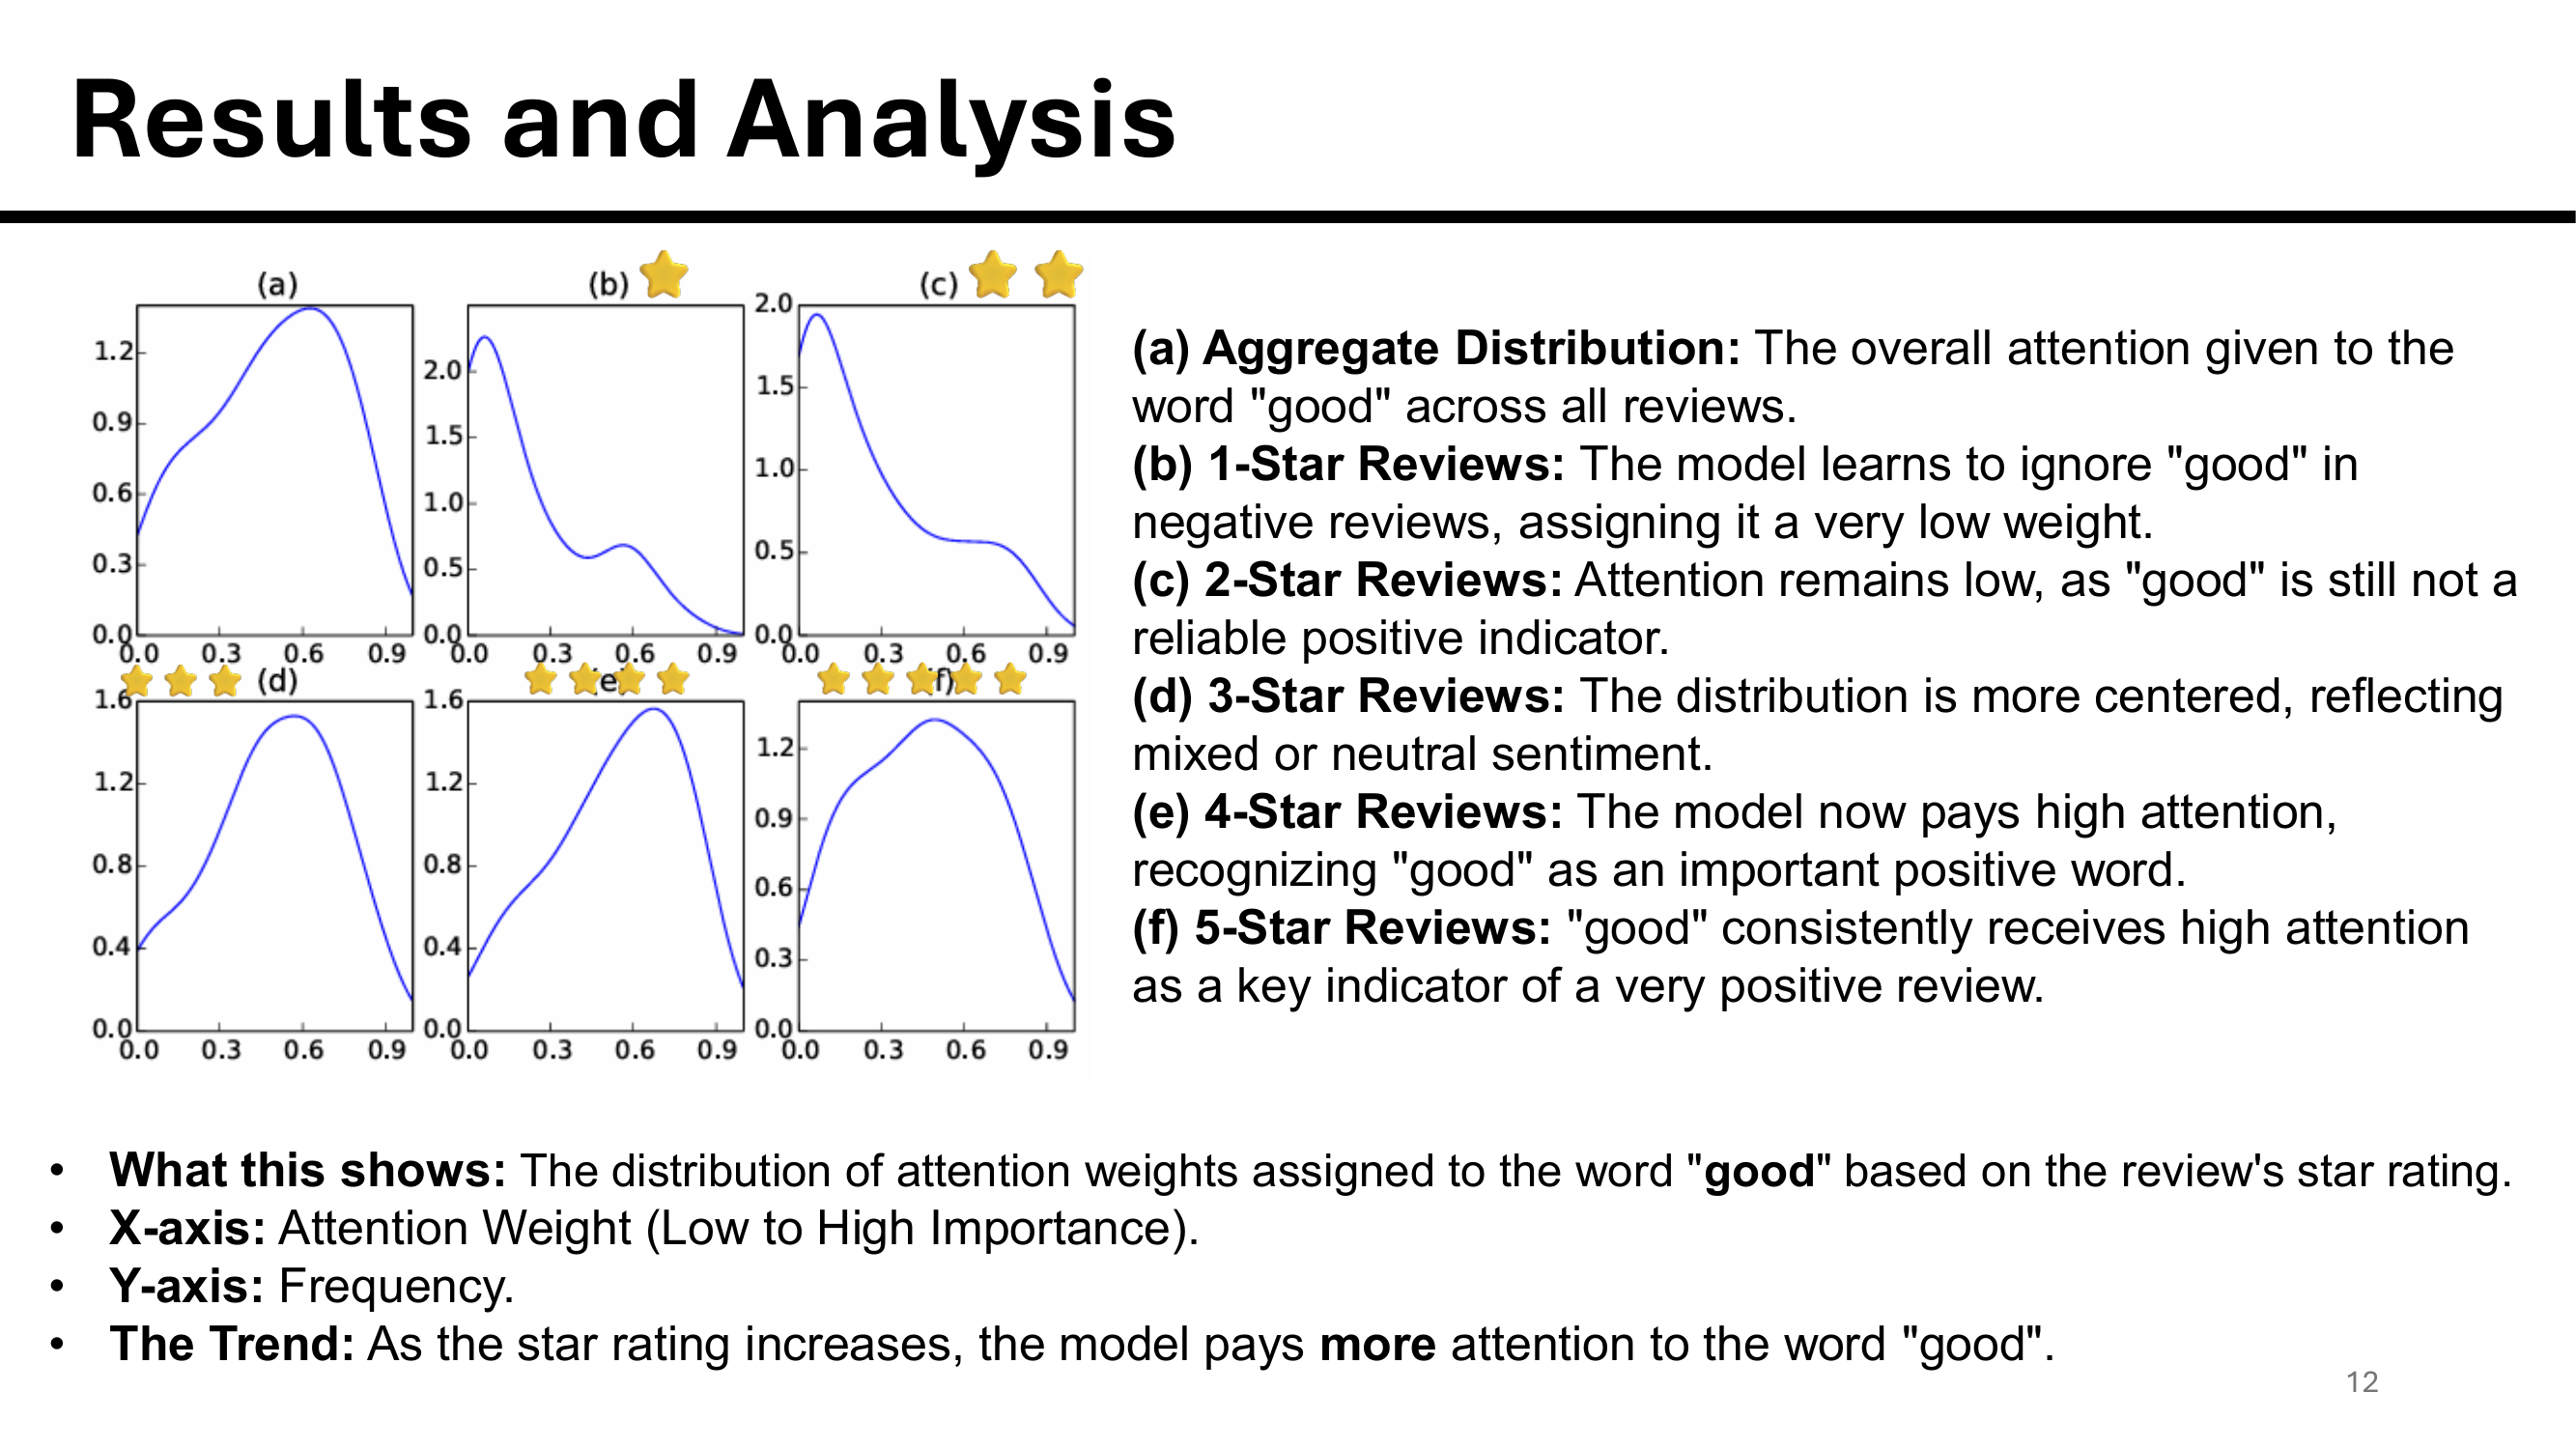 Results and Analysis
(a)
(b)
(c)
1.2
0.9
0.6
0.3
0.0
0.0 0.3 0.6 0.9
2.0
1.5
1.0
0.5
0.0
0.0 0.3 0.6 0.9
2.0
1.5
1.0
0.5
0.0
0.0 0.3 0.6 0.9
(d)
(e)
(f)
1.6
1.2
0.8
0.4
0.0
0.0 0.3 0.6 0.9
1.6
1.2
0.8
0.4
0.0
0.0 0.3 0.6 0.9
1.2
0.9
0.6
0.3
0.0
0.0 0.3 0.6 0.9
(a) Aggregate Distribution: The overall attention given to the
word "good" across all reviews.
(b) 1-Star Reviews: The model learns to ignore "good" in
negative reviews, assigning it a very low weight.
(c) 2-Star Reviews: Attention remains low, as "good" is still not a
reliable positive indicator.
(d) 3-Star Reviews: The distribution is more centered, reflecting
mixed or neutral sentiment.
(e) 4-Star Reviews: The model now pays high attention,
recognizing "good" as an important positive word.
(f) 5-Star Reviews: "good" consistently receives high attention
as a key indicator of a very positive review.
• What this shows: The distribution of attention weights assigned to the word "good" based on the review's star rating.
• X-axis: Attention Weight (Low to High Importance).
• Y-axis: Frequency.
• The Trend: As the star rating increases, the model pays more attention to the word "good".
12